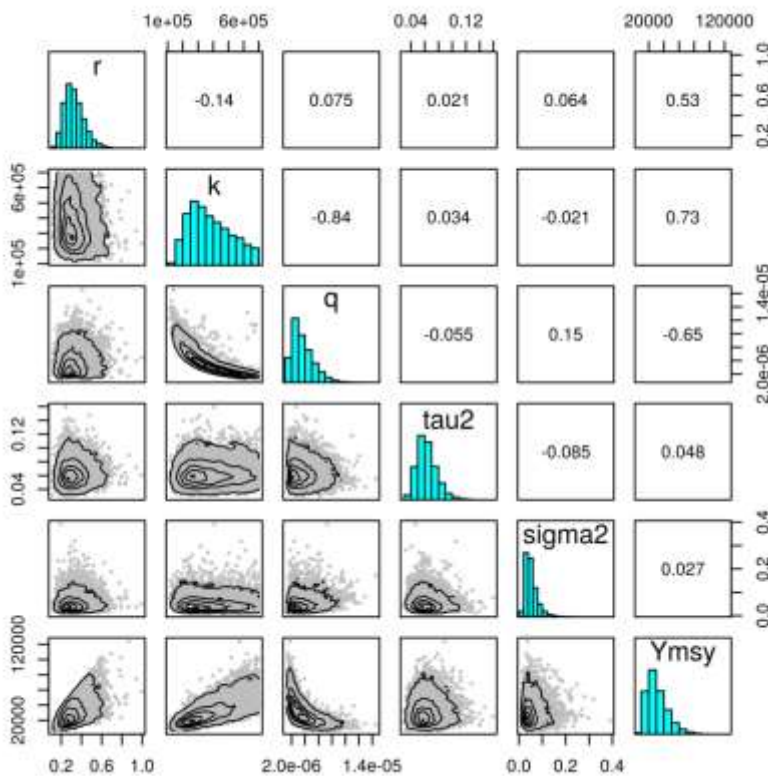 1e+05 6e+05 0.04 0.12 20000 120000
r -0.14 0.075 0.021 0.064 0.53 0.2 0.6 1.0
1e+05 6e+05 k -0.84 0.034 -0.021 0.73
q -0.055 0.15 -0.65 2.0e-06 1.4e-05
0.04 0.12 tau2 -0.085 0.048
sigma2 0.027 0.0 0.2 0.4
20000 120000 Ymsy
0.2 0.6 1.0 2.0e-06 1.4e-05 0.0 0.2 0.4